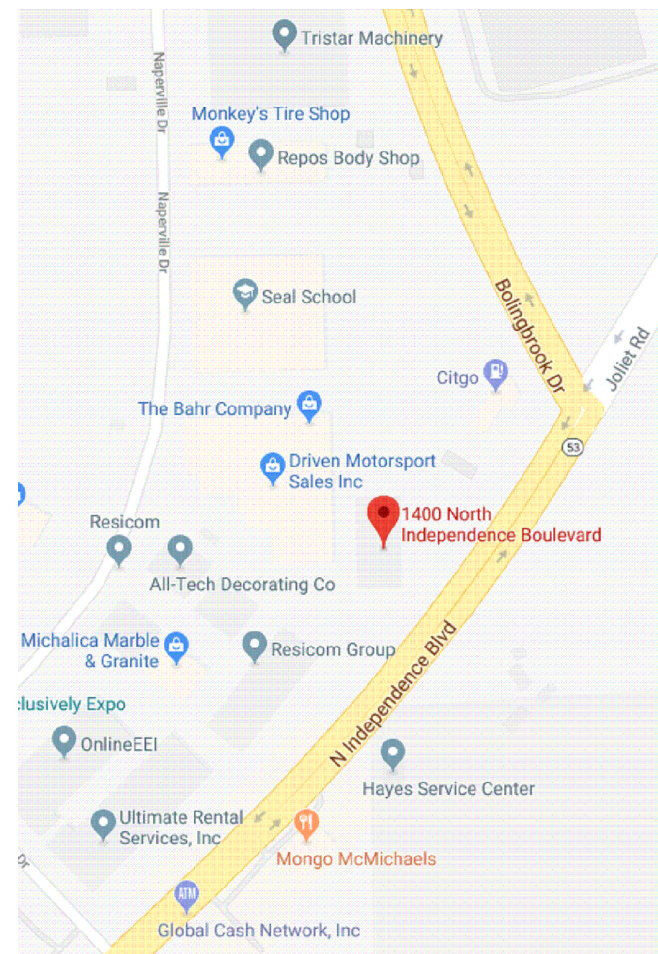 Tristar Machinery
Naperville Dr
Monkey's Tire Shop
Repos Body Shop
Naperville Dr
Seal School
Bolingbrook Dr
Joliet Rd
Citgo
The Bahr Company
53
Driven Motorsport
Sales Inc
1400 North
Independence Boulevard
Resicom
All-Tech Decorating Co
Michalica Marble
& Granite
Resicom Group
N Independence Blvd
clusively Expo
OnlineEEI
Hayes Service Center
Ultimate Rental
Services, Inc
Mongo McMichaels
Dr
ATM
Global Cash Network, Inc